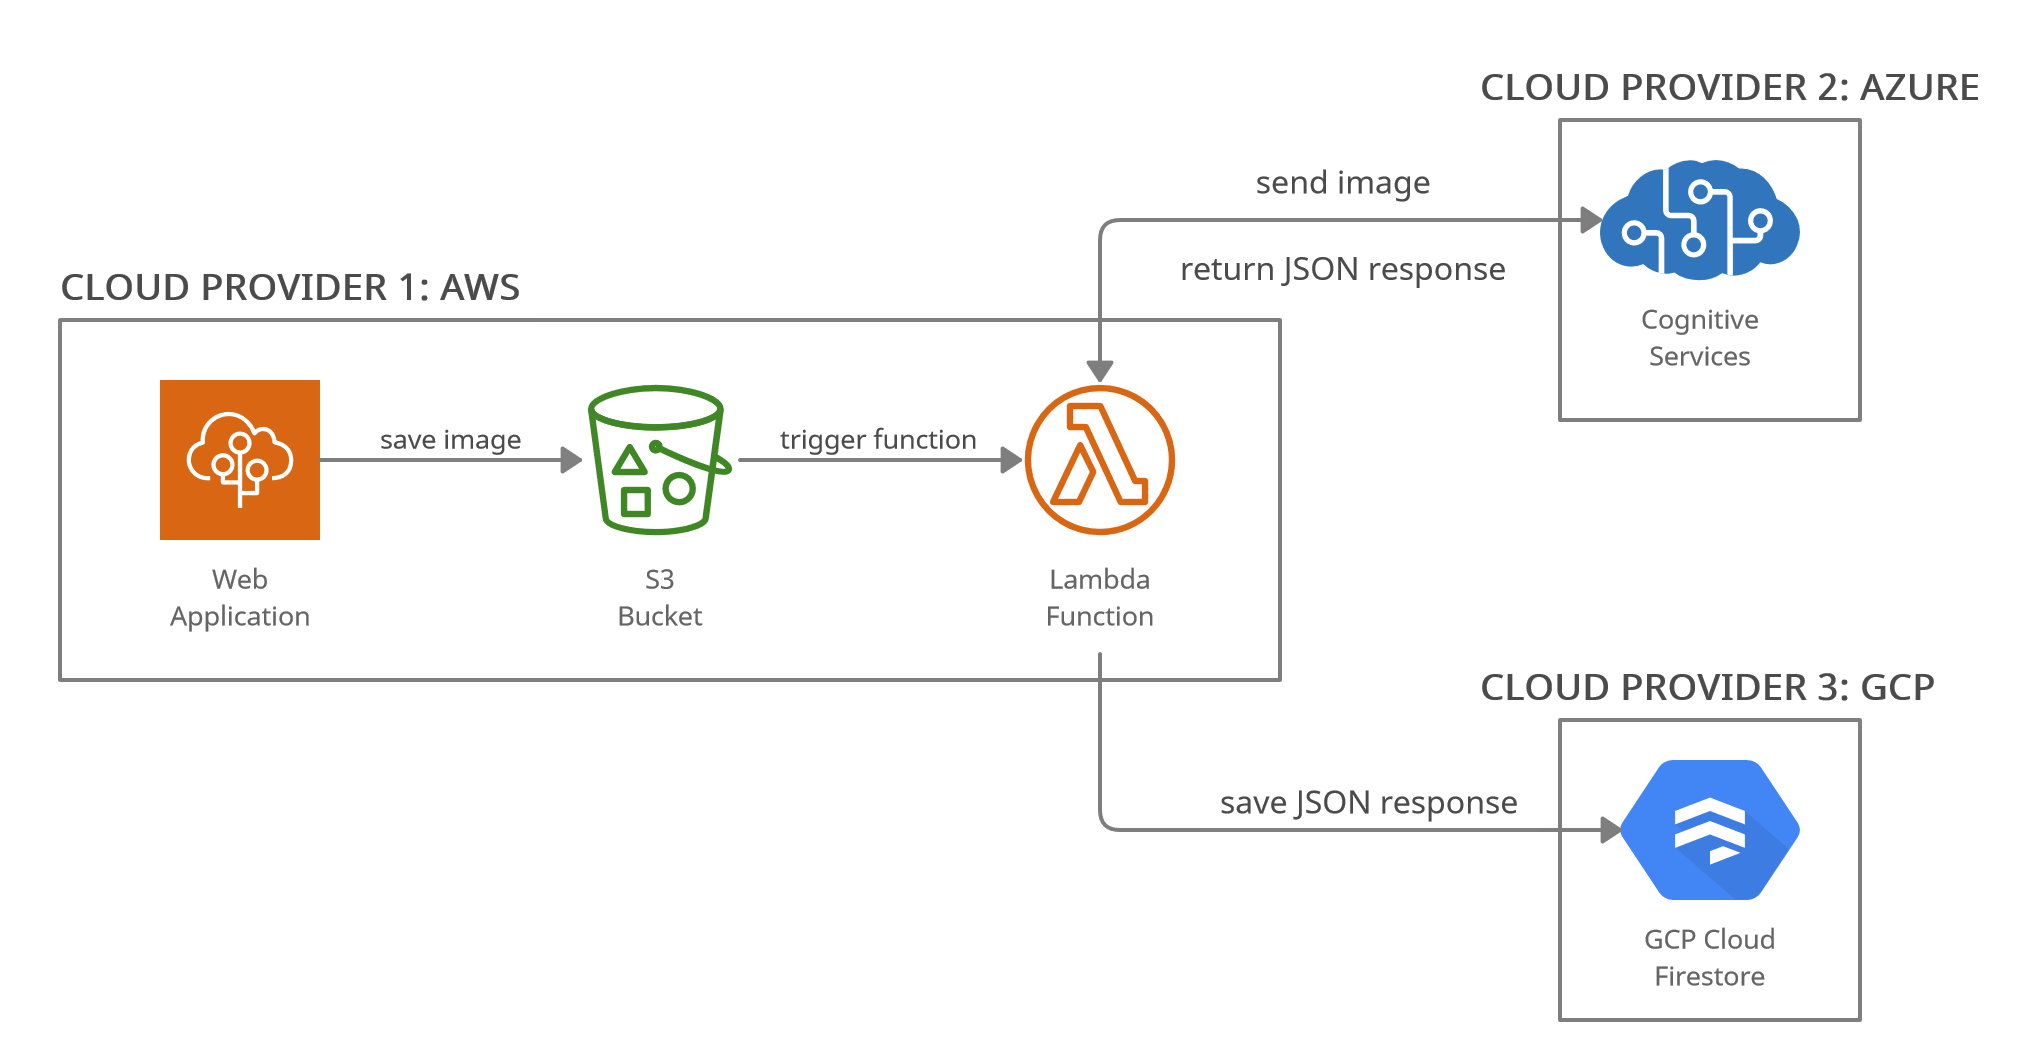 CLOUD PROVIDER 2: AZURE
send image
return JSON response
Cognitive
Services
CLOUD PROVIDER 1: AWS
save image
trigger function
Web
Application
S3
Bucket
Lambda
Function
CLOUD PROVIDER 3: GCP
save JSON response
GCP Cloud
Firestore